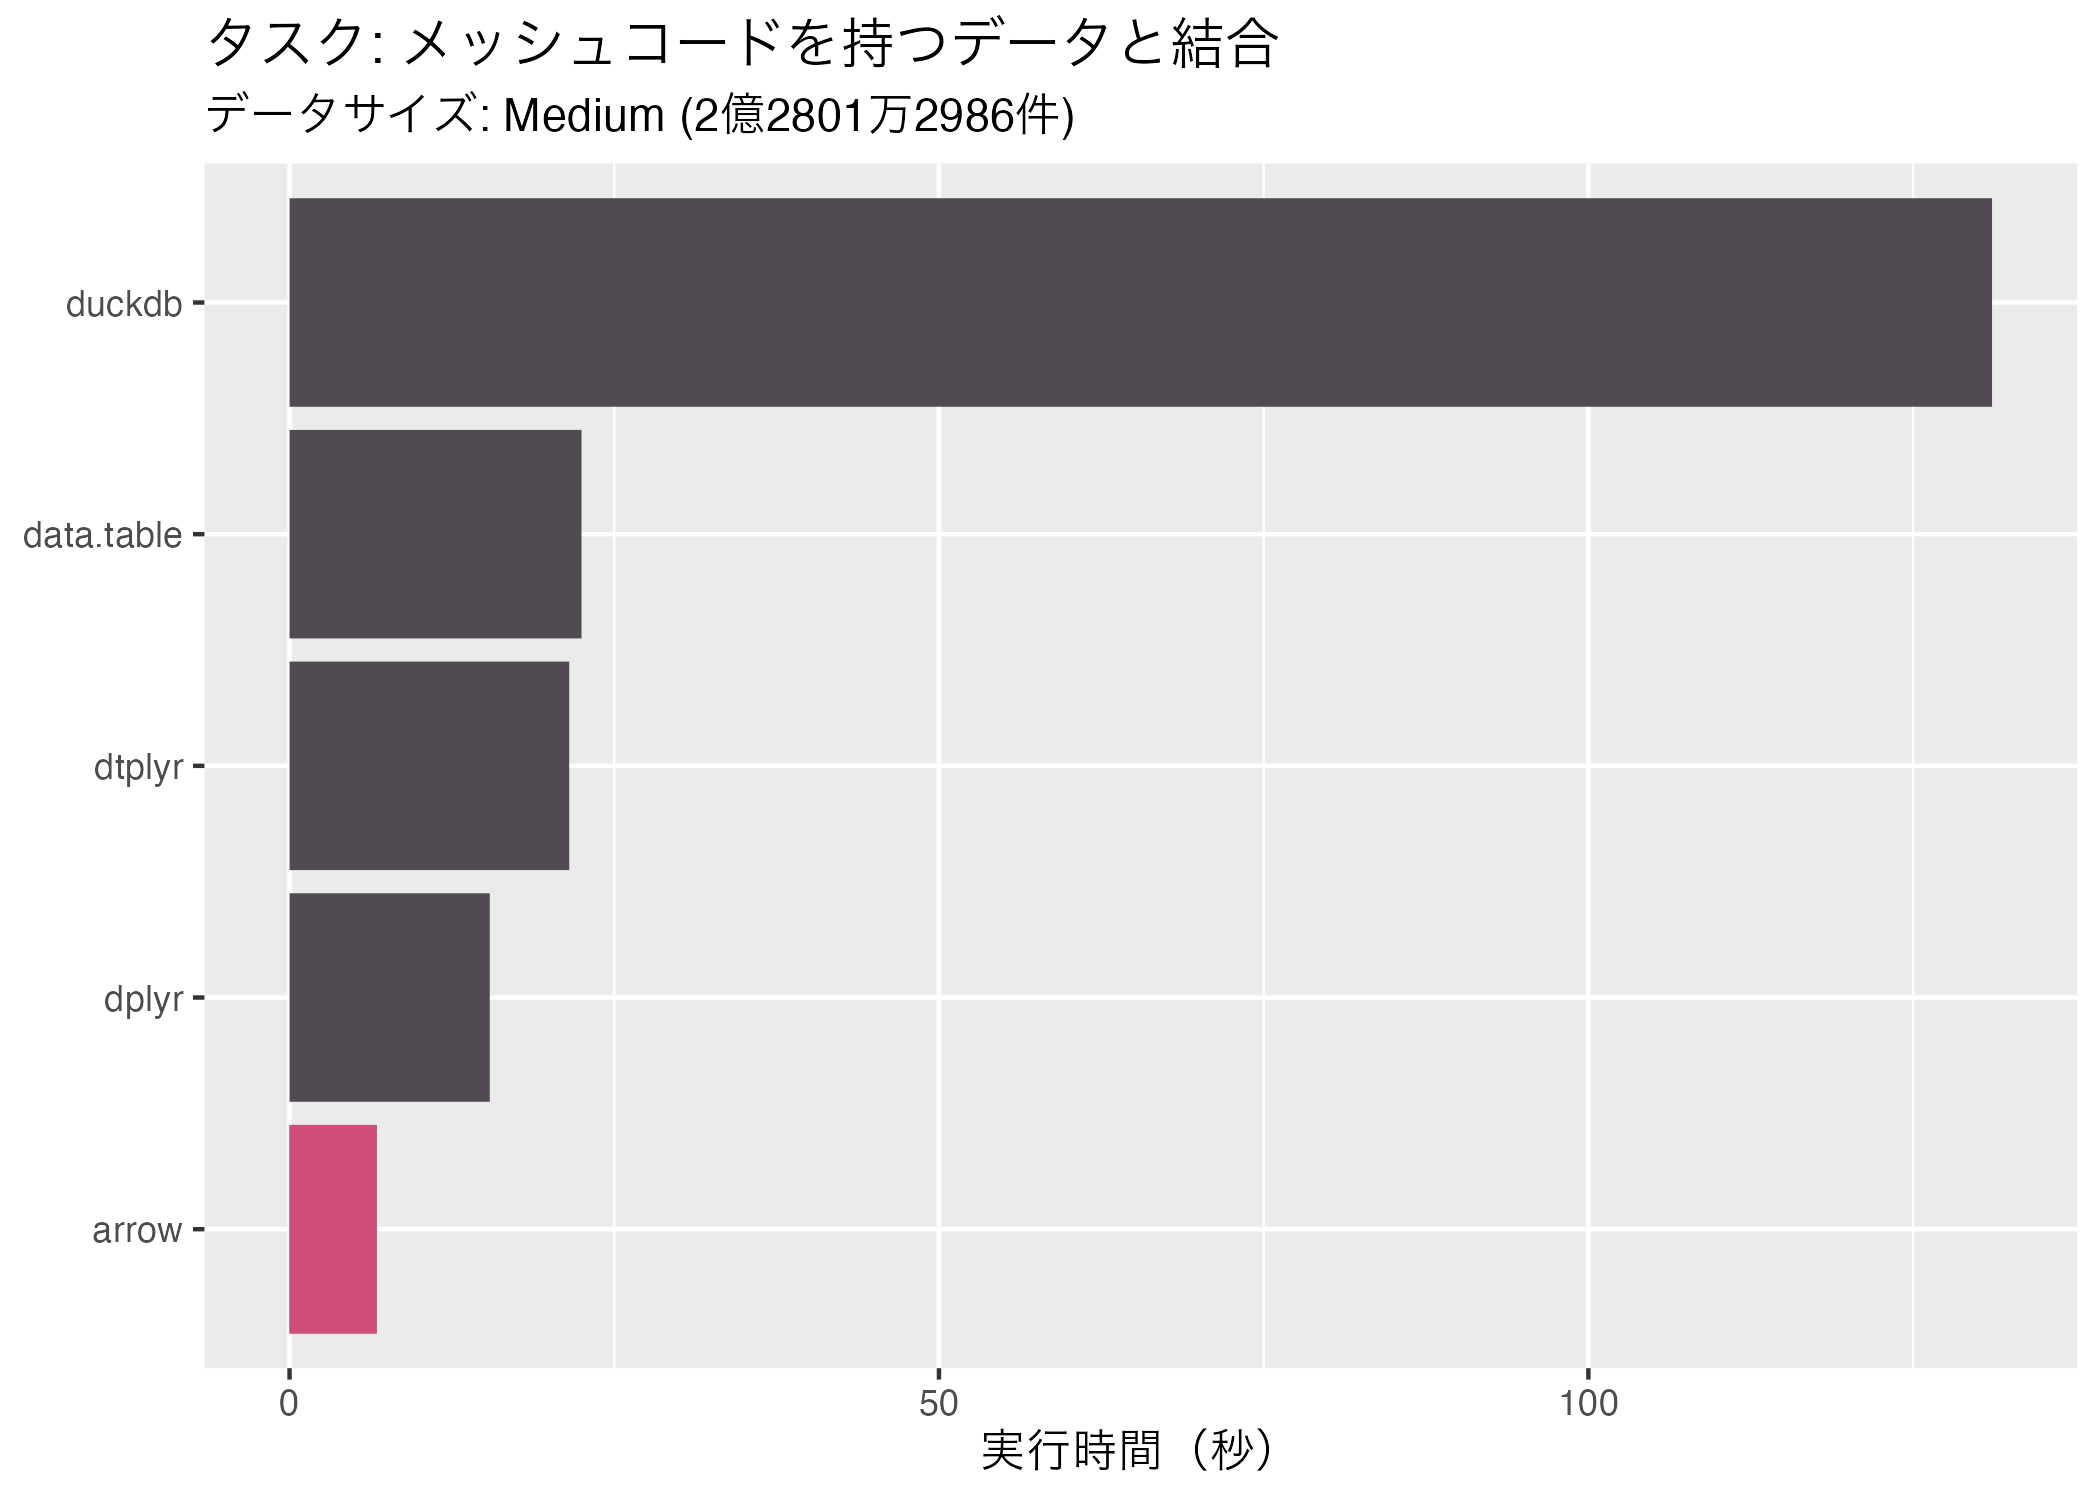 タスク: メッシュコードを持つデータと結合
データサイズ: Medium (2億2801万2986件)
duckdb
data.table
dtplyr
dplyr
arrow
0 50 100
実行時間（秒）